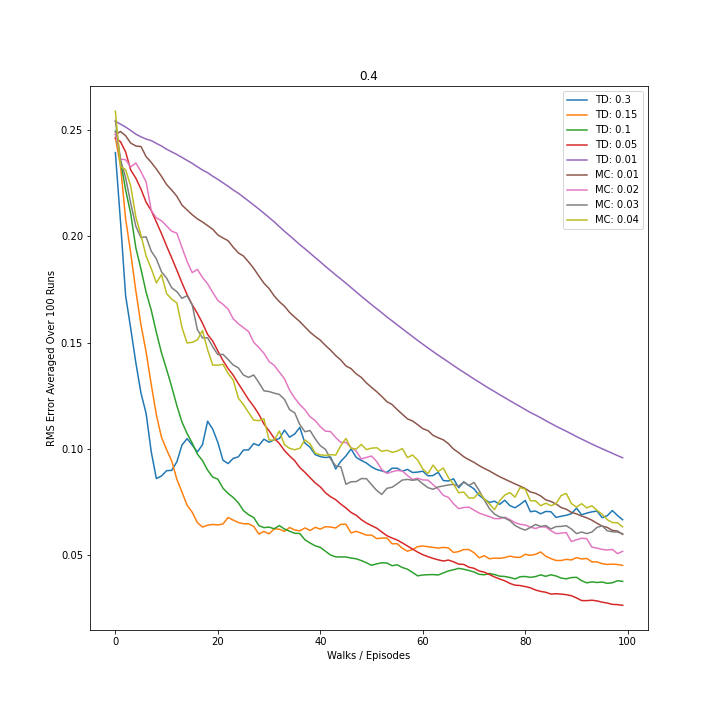 0.4
RMS Error Averaged Over 100 Runs
0.25
0.20
0.15
0.10
0.05
0
20
40
60
80
100
Walks / Episodes
TD: 0.3
TD: 0.15
TD: 0.1
TD: 0.05
TD: 0.01
MC: 0.01
MC: 0.02
MC: 0.03
MC: 0.04